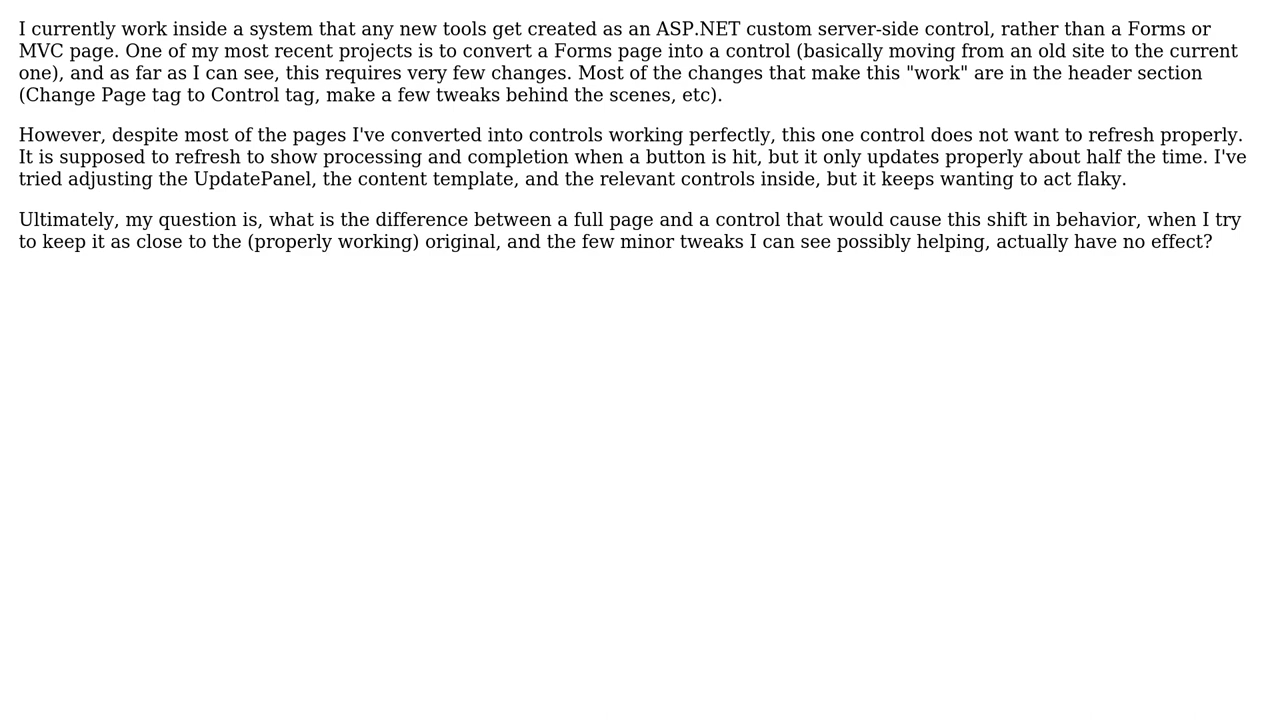 I currently work inside a system that any new tools get created as an ASP.NET custom server-side control, rather than a Forms or
MVC page. One of my most recent projects is to convert a Forms page into a control (basically moving from an old site to the current
one), and as far as I can see, this requires very few changes. Most of the changes that make this "work" are in the header section
(Change Page tag to Control tag, make a few tweaks behind the scenes, etc).
However, despite most of the pages I've converted into controls working perfectly, this one control does not want to refresh properly.
It is supposed to refresh to show processing and completion when a button is hit, but it only updates properly about half the time. I've
tried adjusting the UpdatePanel, the content template, and the relevant controls inside, but it keeps wanting to act flaky.
Ultimately, my question is, what is the difference between a full page and a control that would cause this shift in behavior, when I try
to keep it as close to the (properly working) original, and the few minor tweaks I can see possibly helping, actually have no effect?